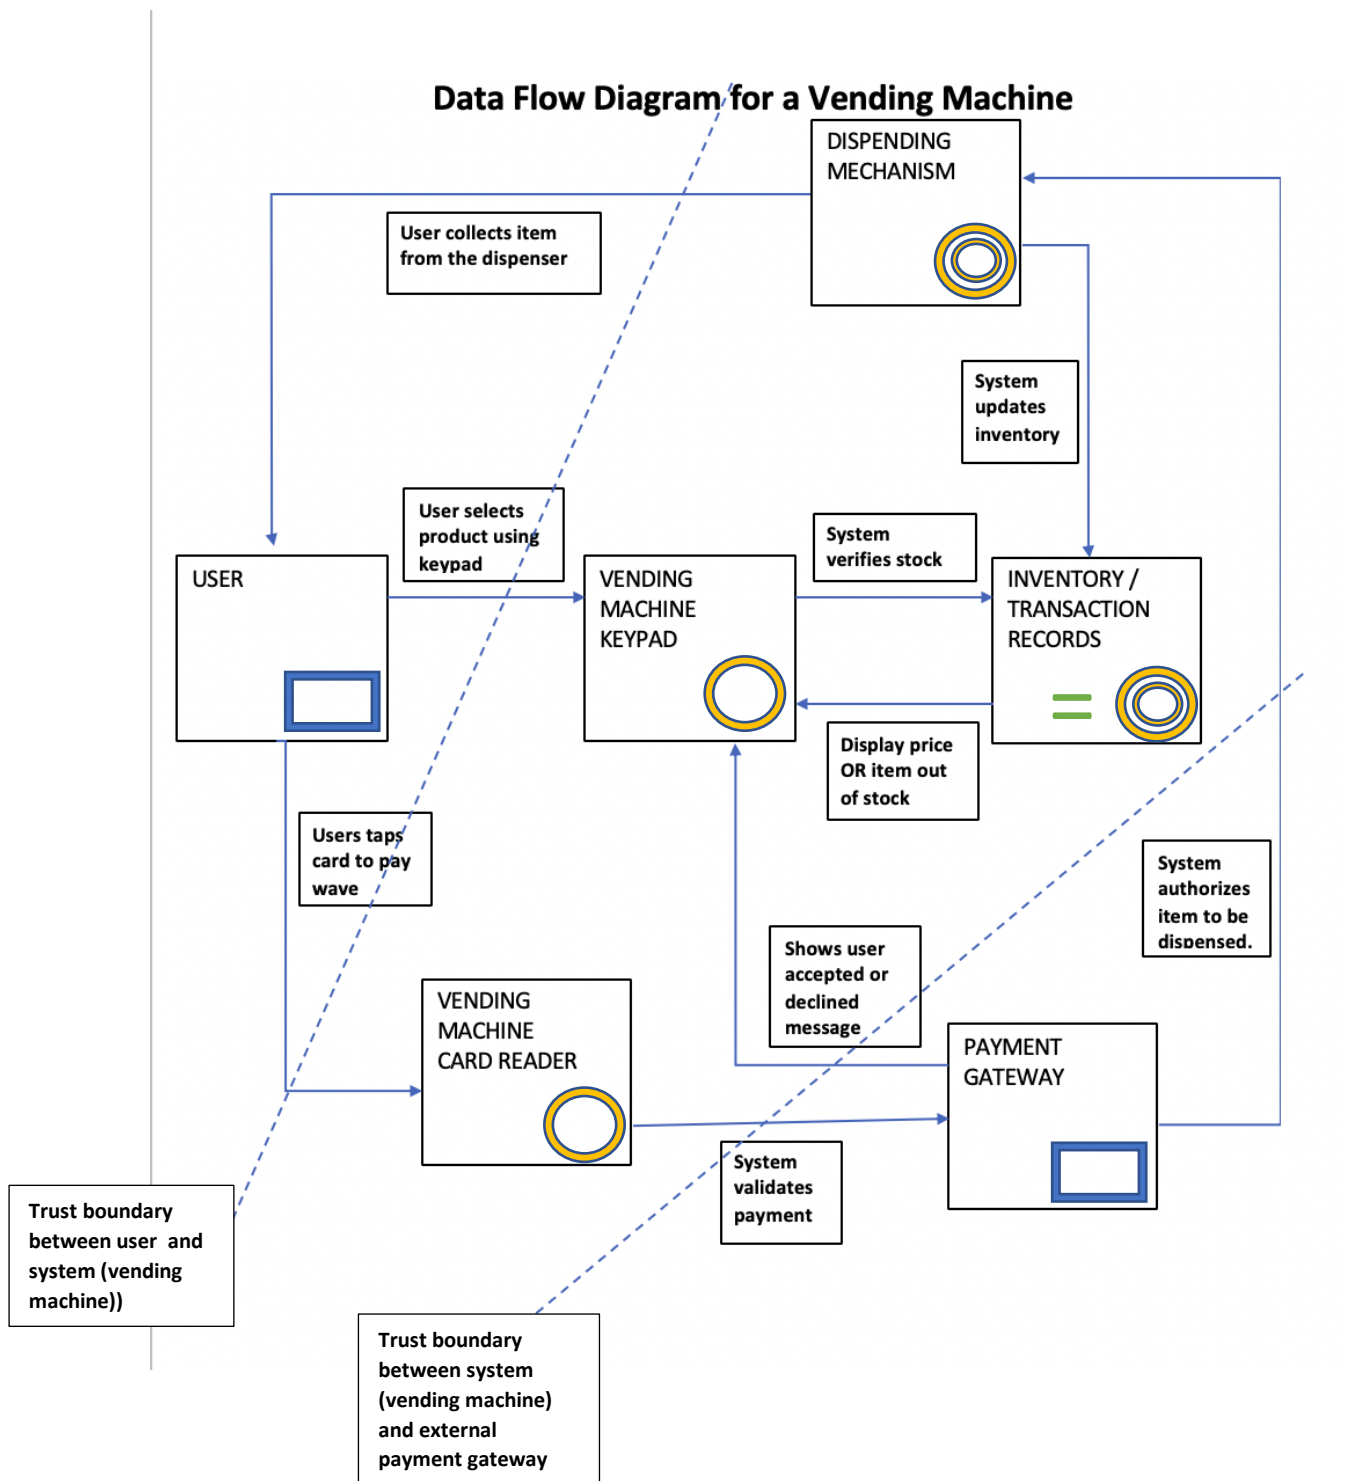 Data Flow Diagram for a Vending Machine
DISPENDING
MECHANISM
User collects item
from the dispenser
System
updates
inventory
User selects
product using
keypad
System
verifies stock
USER
VENDING
MACHINE
KEYPAD
INVENTORY /
TRANSACTION
RECORDS
Display price
OR item out
of stock
Users taps
card to pay
wave
System
authorizes
item to be
dispensed.
Shows user
accepted or
declined
message
VENDING
MACHINE
CARD READER
PAYMENT
GATEWAY
System
validates
payment
Trust boundary
between user and
system (vending
machine))
Trust boundary
between system
(vending machine)
and external
payment gateway